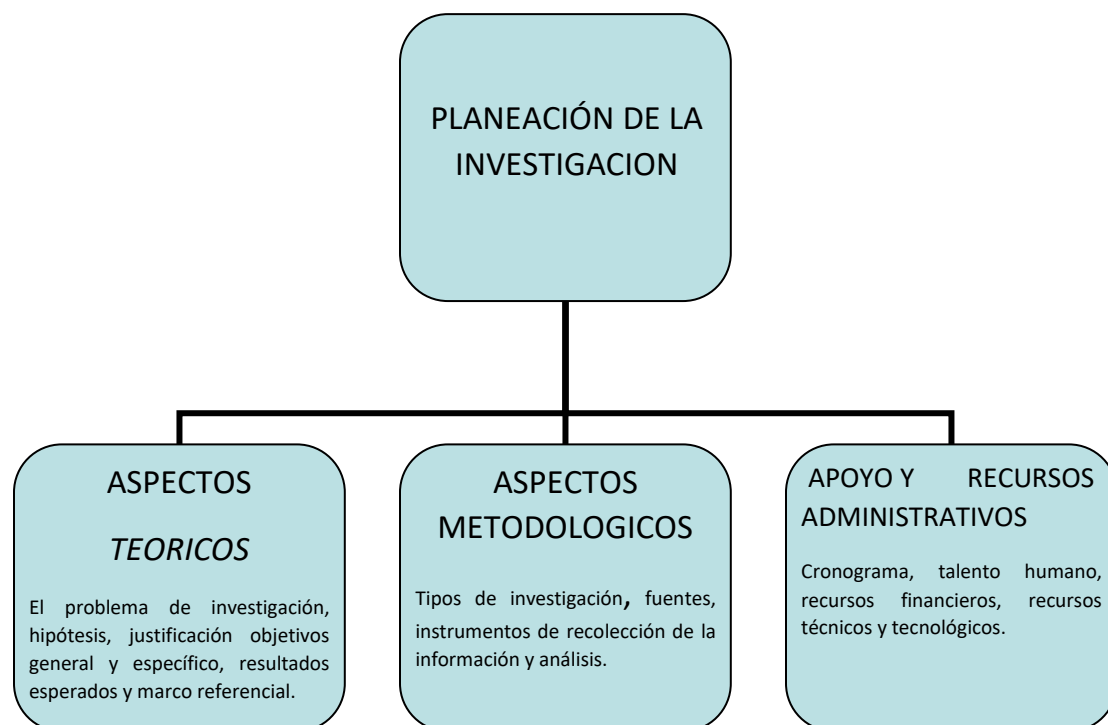 PLANEACIÓN DE LA
INVESTIGACION
ASPECTOS
TEORICOS
El problema de investigación,
hipótesis, justificación objetivos
general y específico, resultados
esperados y marco referencial.
ASPECTOS
METODOLOGICOS
Tipos de investigación, fuentes,
instrumentos de recolección de la
información y análisis.
APOYO Y RECURSOS
ADMINISTRATIVOS
Cronograma, talento humano,
recursos financieros, recursos
técnicos y tecnológicos.